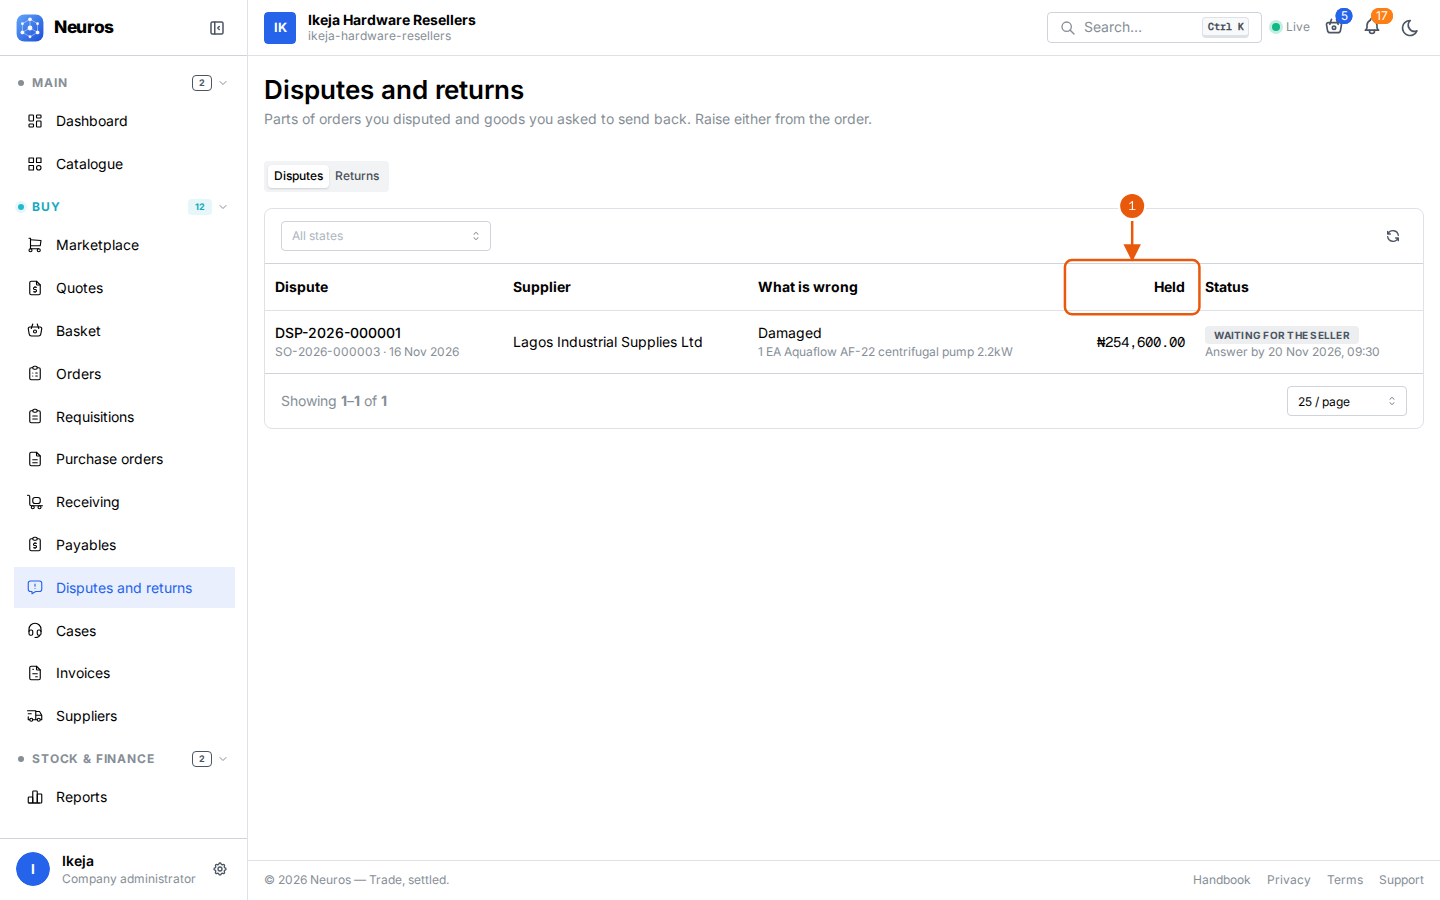 Neuros
IK
Ikeja Hardware Resellers
ikeja-hardware-resellers
Search...
Ctrl K
Live
5
17
MAIN
2
Dashboard
Catalogue
BUY
12
Marketplace
Quotes
Basket
Orders
Requisitions
Purchase orders
Receiving
Payables
Disputes and returns
Cases
Invoices
Suppliers
STOCK & FINANCE
2
Reports
I
Ikeja
Company administrator
Disputes and returns
Parts of orders you disputed and goods you asked to send back. Raise either from the order.
Disputes
Returns
1
All states
Dispute
Supplier
What is wrong
Held
Status
DSP-2026-000001
SO-2026-000003 · 16 Nov 2026
Lagos Industrial Supplies Ltd
Damaged
1 EA Aquaflow AF-22 centrifugal pump 2.2kW
₦254,600.00
WAITING FOR THE SELLER
Answer by 20 Nov 2026, 09:30
Showing 1–1 of 1
25 / page
© 2026 Neuros — Trade, settled.
Handbook
Privacy
Terms
Support